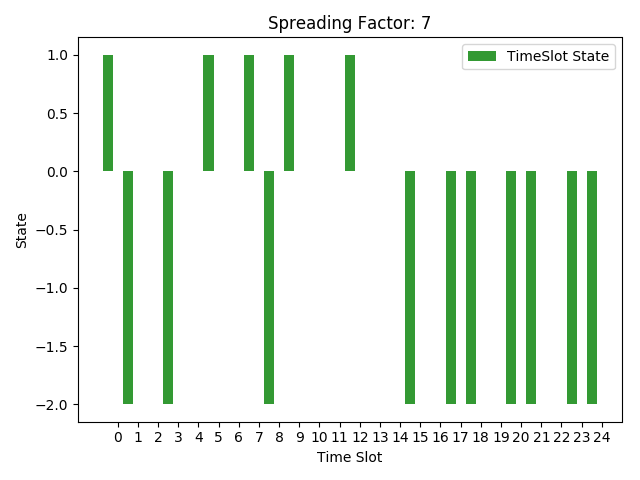 Spreading Factor: 7
TimeSlot State
1.0
0.5
0.0
−0.5
−1.0
−1.5
−2.0
State
0 1 2 3 4 5 6 7 8 9 10 11 12 13 14 15 16 17 18 19 20 21 22 23 24
Time Slot